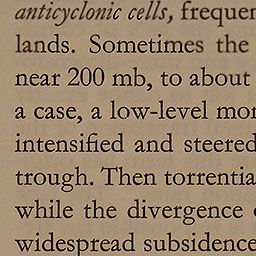 anticyclonic cells, frequen
lands. Sometimes the
near 200 mb, to about
a case, a low-level mo
intensified and steered
trough. Then torrentia
while the divergence
widespread subsidence